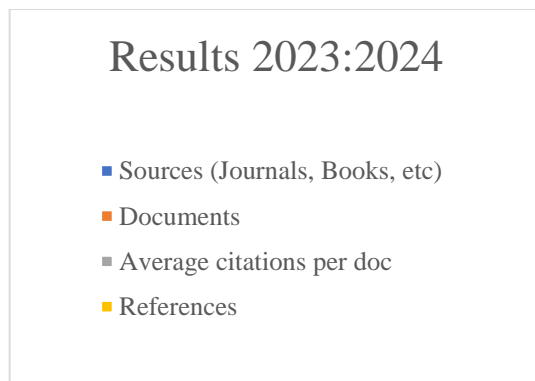 Results 2023:2024
Sources (Journals, Books, etc)
Documents
Average citations per doc
References